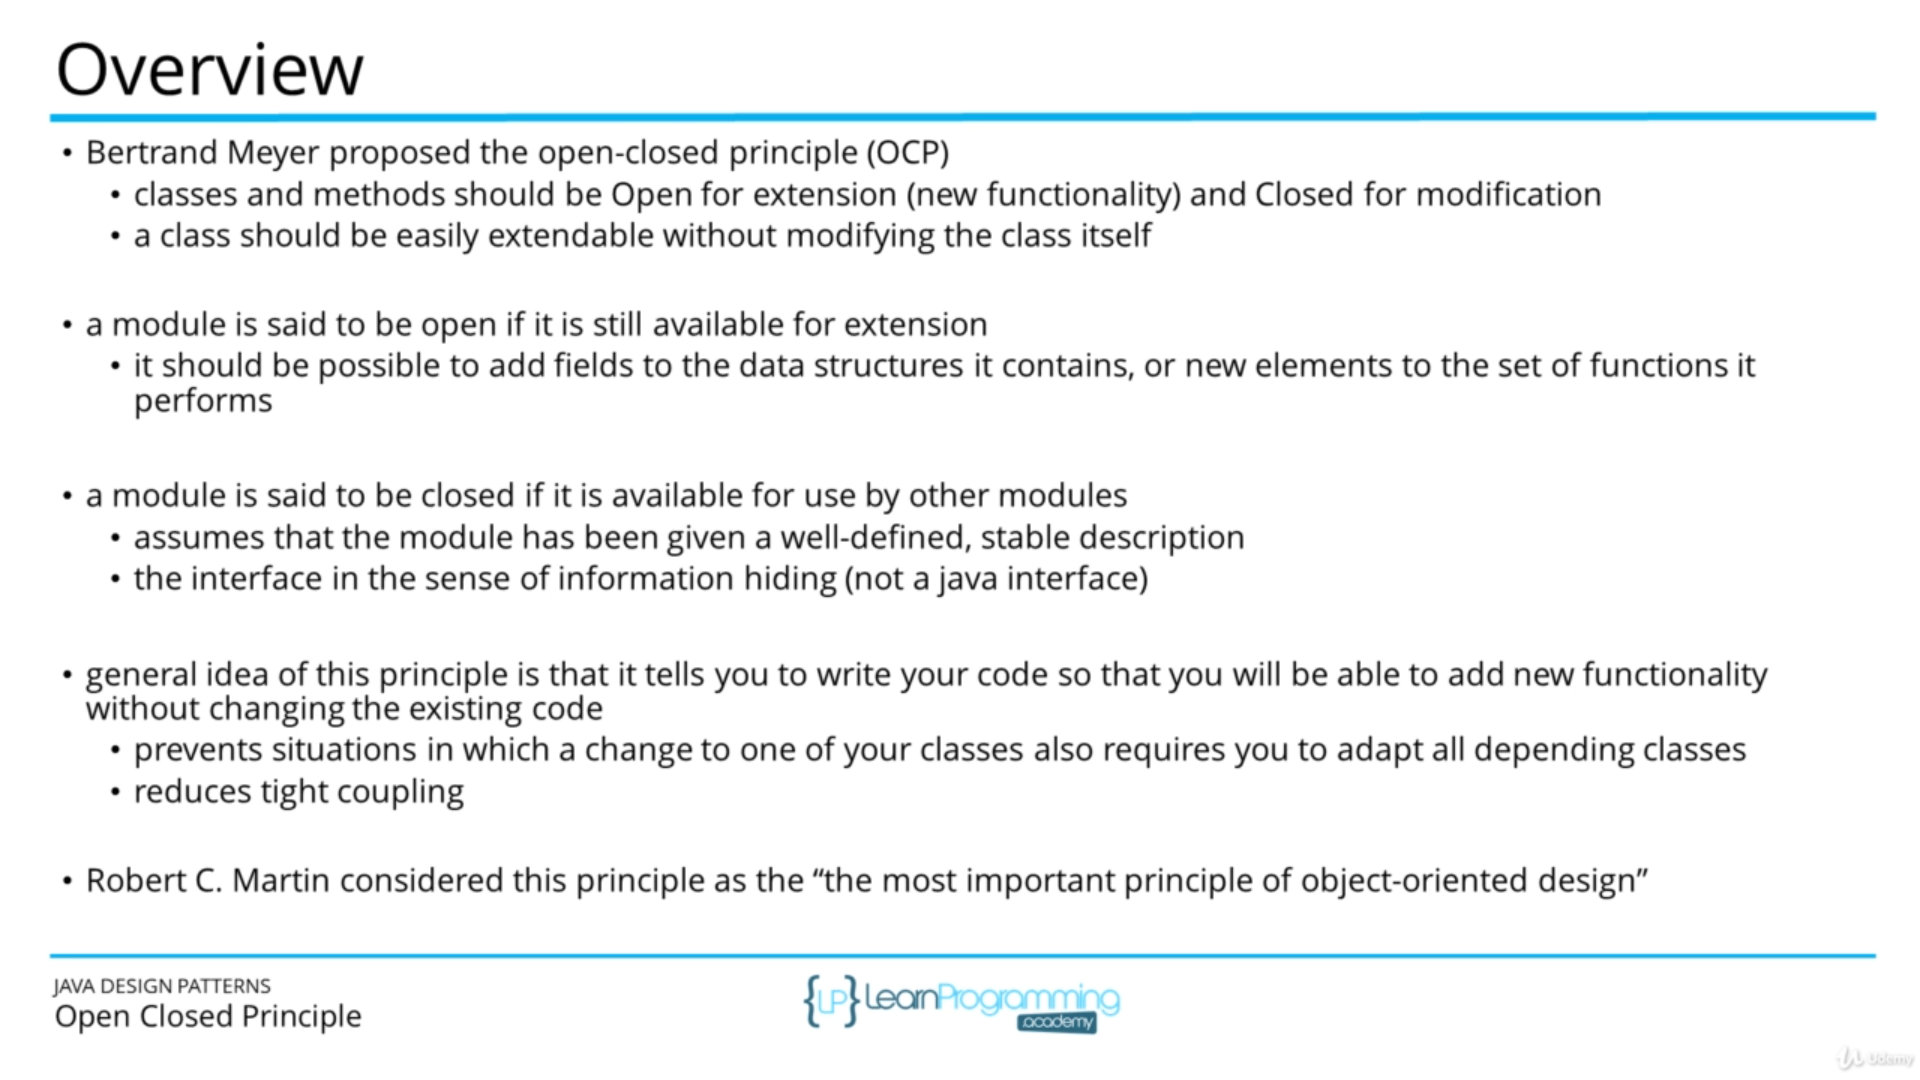 Overview
• Bertrand Meyer proposed the open-closed principle (OCP)
• classes and methods should be Open for extension (new functionality) and Closed for modification
• a class should be easily extendable without modifying the class itself
• a module is said to be open if it is still available for extension
• it should be possible to add fields to the data structures it contains, or new elements to the set of functions it
performs
• a module is said to be closed if it is available for use by other modules
• assumes that the module has been given a well-defined, stable description
• the interface in the sense of information hiding (not a java interface)
• general idea of this principle is that it tells you to write your code so that you will be able to add new functionality
without changing the existing code
• prevents situations in which a change to one of your classes also requires you to adapt all depending classes
• reduces tight coupling
• Robert C. Martin considered this principle as the “the most important principle of object-oriented design”
JAVA DESIGN PATTERNS
Open Closed Principle
{LP} LearnProgramming
academy
Udemy